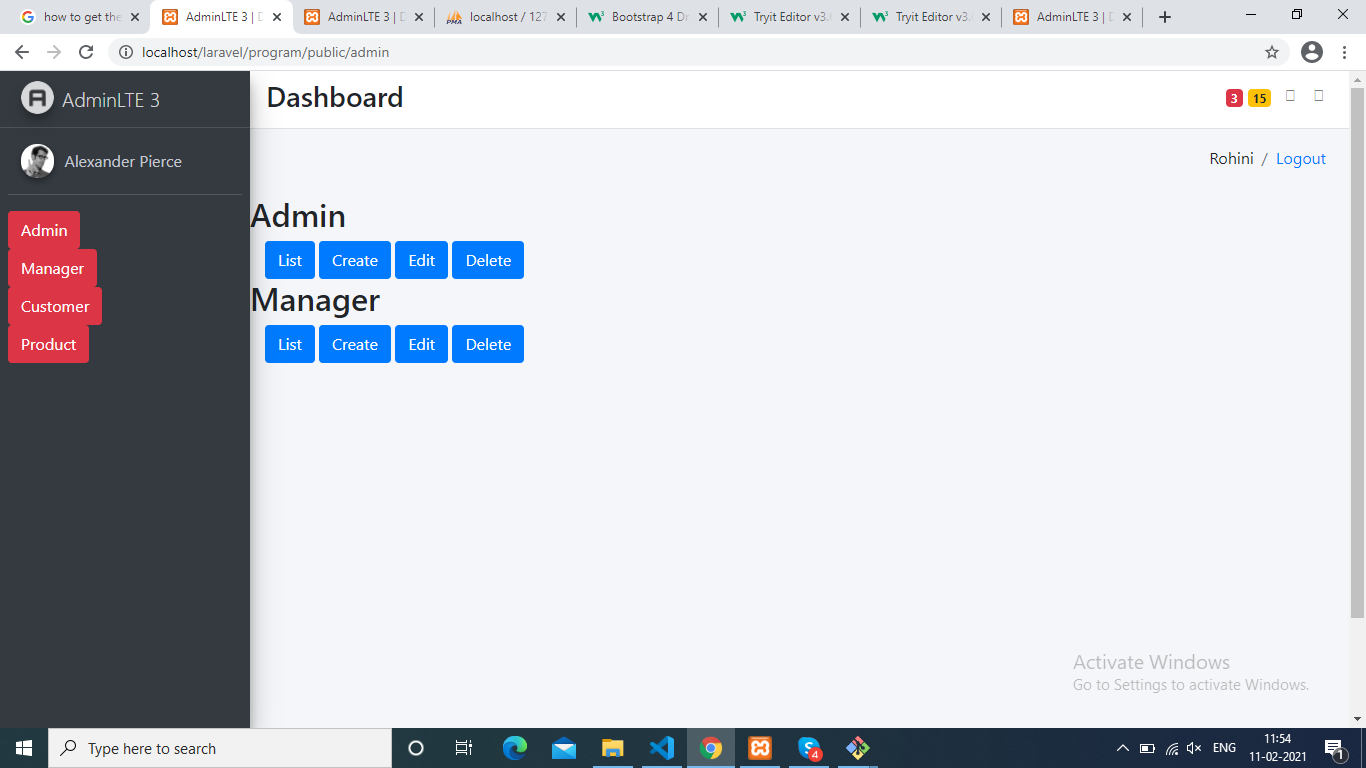 how to get the
AdminLTE 3 | D
AdminLTE 3 | D
PMA
localhost / 127
Bootstrap 4 Dr
Tryit Editor v3.
Tryit Editor v3.
AdminLTE 3 | D
localhost/laravel/program/public/admin
AdminLTE 3
Dashboard
3 15
Alexander Pierce
Rohini / Logout
Admin
Manager
Customer
Product
Admin
List Create Edit Delete
Manager
List Create Edit Delete
Activate Windows
Go to Settings to activate Windows.
Type here to search
4
ENG
11:54
11-02-2021
1